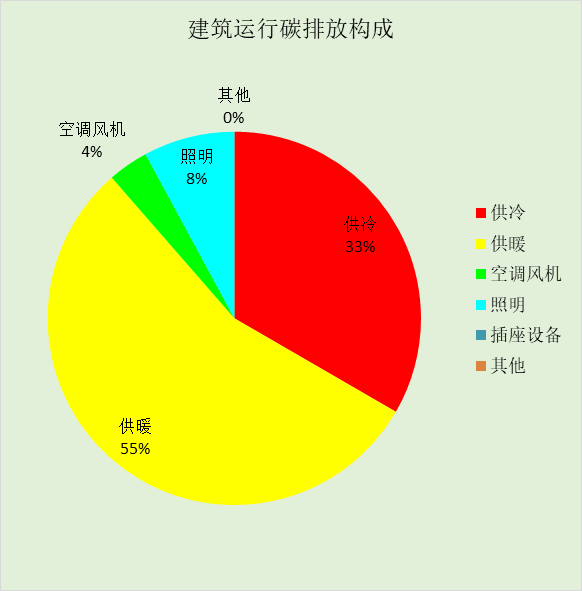 建筑运行碳排放构成
其他
0%
空调风机
4%
照明
8%
供冷
33%
供暖
55%
供冷
供暖
空调风机
照明
插座设备
其他